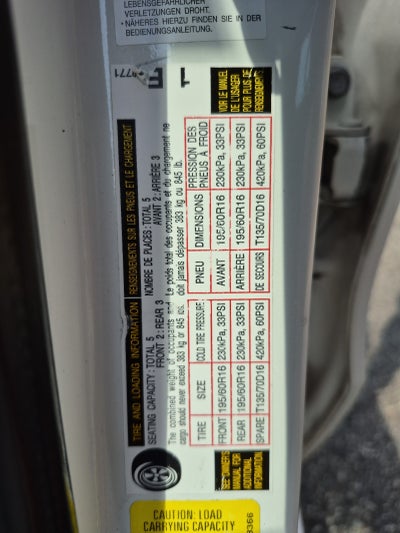 LEBENSGEFÄHRLICHER
VERLETZUNGEN DROHT.
• NÄHERES HIERZU FINDEN SIE IN DER
BEDIENUNGSANLEITUNG.
TIRE AND LOADING INFORMATION
RENSEIGNEMENTS SUR LES PNEUS ET LE CHARGEMENT
SEATING CAPACITY : TOTAL 5
FRONT 2 : REAR 3
NOMBRE DE PLACES : TOTAL 5
AVANT 2 : ARRIÈRE 3
The combined weight of occupants and
cargo should never exceed 383 kg or 845 lbs.
Le poids total des occupants et du chargement ne
doit jamais dépasser 383 kg ou 845 lb.
TIRE SIZE COLD TIRE PRESSURE
FRONT 195/60R16 230kPa, 33PSI
REAR 195/60R16 230kPa, 33PSI
SPARE T135/70D16 420kPa, 60PSI
PNEU DIMENSIONS PRESSION DES PNEUS À FROID
AVANT 195/60R16 230kPa, 33PSI
ARRIÈRE 195/60R16 230kPa, 33PSI
DE SECOURS T135/70D16 420kPa, 60PSI
SEE OWNER'S
MANUAL FOR
ADDITIONAL
INFORMATION
VOIR LE MANUEL
DE L'USAGER
POUR PLUS DE
RENSEIGNEMENTS
CAUTION: LOAD
CARRYING CAPACITY